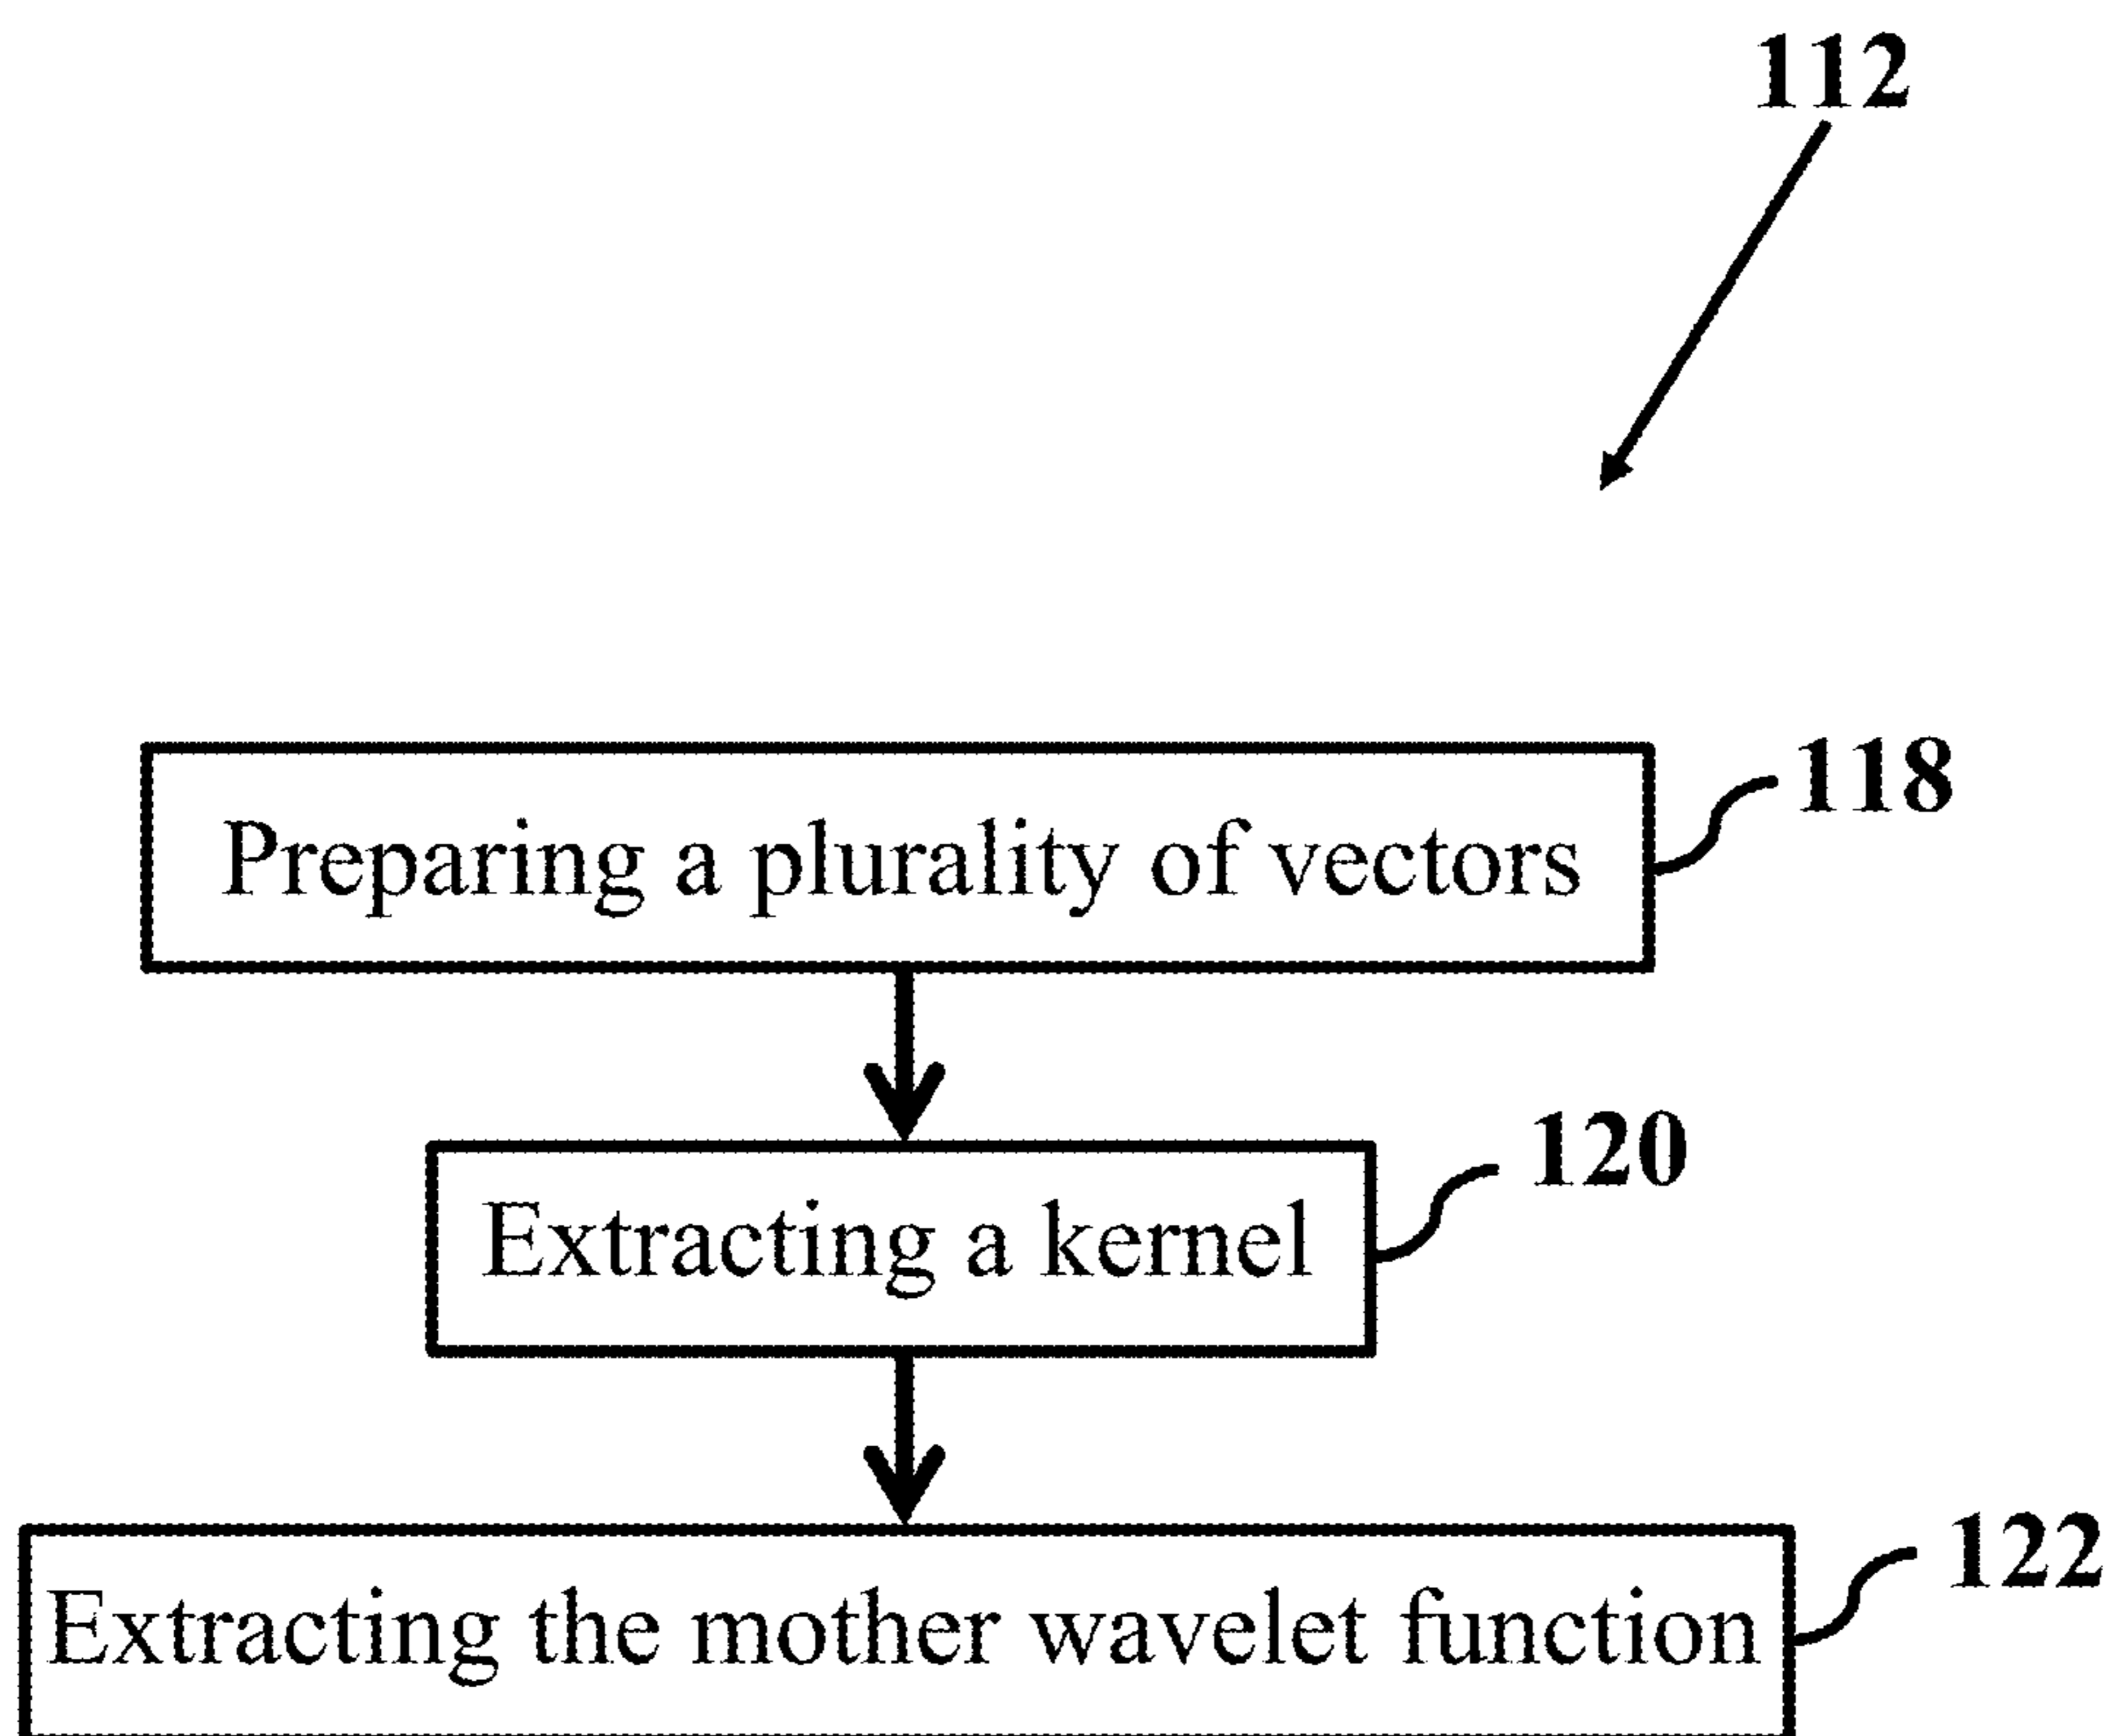 112
118
Preparing a plurality of vectors
120
Extracting a kernel
122
Extracting the mother wavelet function